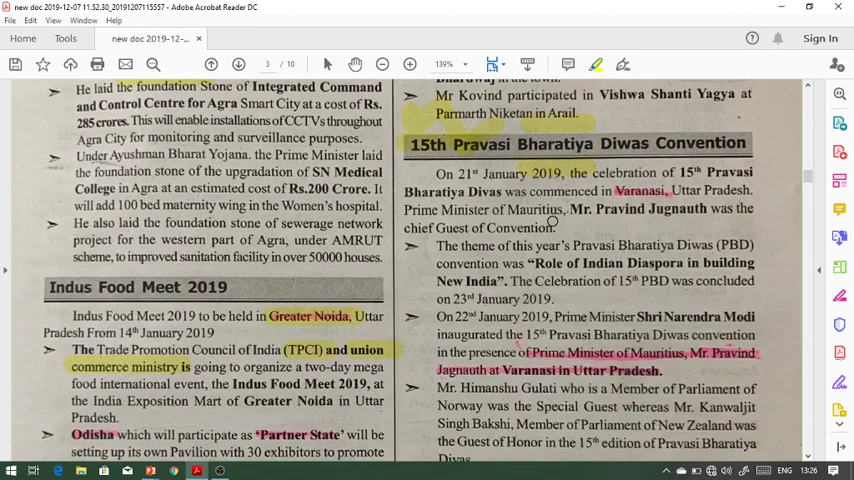 new doc 2019-12-07 11.52.30_20191207115557 - Adobe Acrobat Reader DC
File Edit View Window Help
Home Tools new doc 2019-12-... × Sign In
3 / 10 139%
He laid the foundation Stone of Integrated Command
and Control Centre for Agra Smart City at a cost of Rs.
285 crores. This will enable installations of CCTVs throughout
Agra City for monitoring and surveillance purposes.
Under Ayushman Bharat Yojana. the Prime Minister laid
the foundation stone of the upgradation of SN Medical
College in Agra at an estimated cost of Rs.200 Crore. It
will add 100 bed maternity wing in the Women's hospital.
He also laid the foundation stone of sewerage network
project for the western part of Agra, under AMRUT
scheme, to improved sanitation facility in over 50000 houses.
Indus Food Meet 2019
Indus Food Meet 2019 to be held in Greater Noida, Uttar
Pradesh From 14th January 2019
The Trade Promotion Council of India (TPCI) and union
commerce ministry is going to organize a two-day mega
food international event, the Indus Food Meet 2019, at
the India Exposition Mart of Greater Noida in Uttar
Pradesh.
Odisha which will participate as 'Partner State' will be
setting up its own Pavilion with 30 exhibitors to promote
Bhardwaj in the town.
Mr Kovind participated in Vishwa Shanti Yagya at
Parmarth Niketan in Arail.
15th Pravasi Bharatiya Diwas Convention
On 21st January 2019, the celebration of 15th Pravasi
Bharatiya Divas was commenced in Varanasi, Uttar Pradesh.
Prime Minister of Mauritius, Mr. Pravind Jugnauth was the
chief Guest of Convention.
The theme of this year's Pravasi Bharatiya Diwas (PBD)
convention was "Role of Indian Diaspora in building
New India". The Celebration of 15th PBD was concluded
on 23rd January 2019.
On 22nd January 2019, Prime Minister Shri Narendra Modi
inaugurated the 15th Pravasi Bharatiya Diwas convention
in the presence of Prime Minister of Mauritius, Mr. Pravind
Jagnauth at Varanasi in Uttar Pradesh.
Mr. Himanshu Gulati who is a Member of Parliament of
Norway was the Special Guest whereas Mr. Kanwaljit
Singh Bakshi, Member of Parliament of New Zealand was
the Guest of Honor in the 15th edition of Pravasi Bharatiya
Divas
13:26